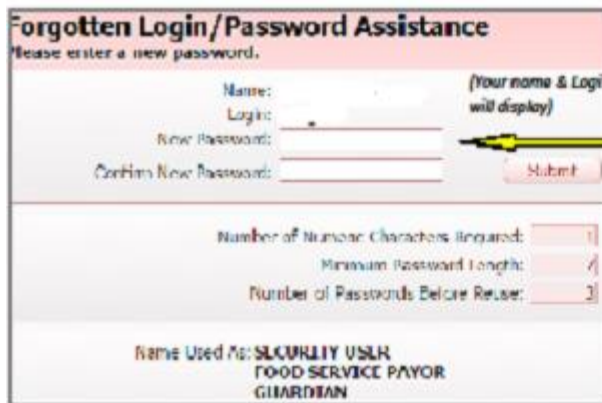 Forgotten Login/Password Assistance
Please enter a new password.
Name:
(Your name & Logi
Login:
will display)
New Password:
Confirm New Password:
Submit
Number of Numeric Characters Required: 1
Minimum Password Length: 7
Number of Passwords Before Reuse: 3
Name Used As: SECURITY USER
FOOD SERVICE PAYOR
GUARDIAN